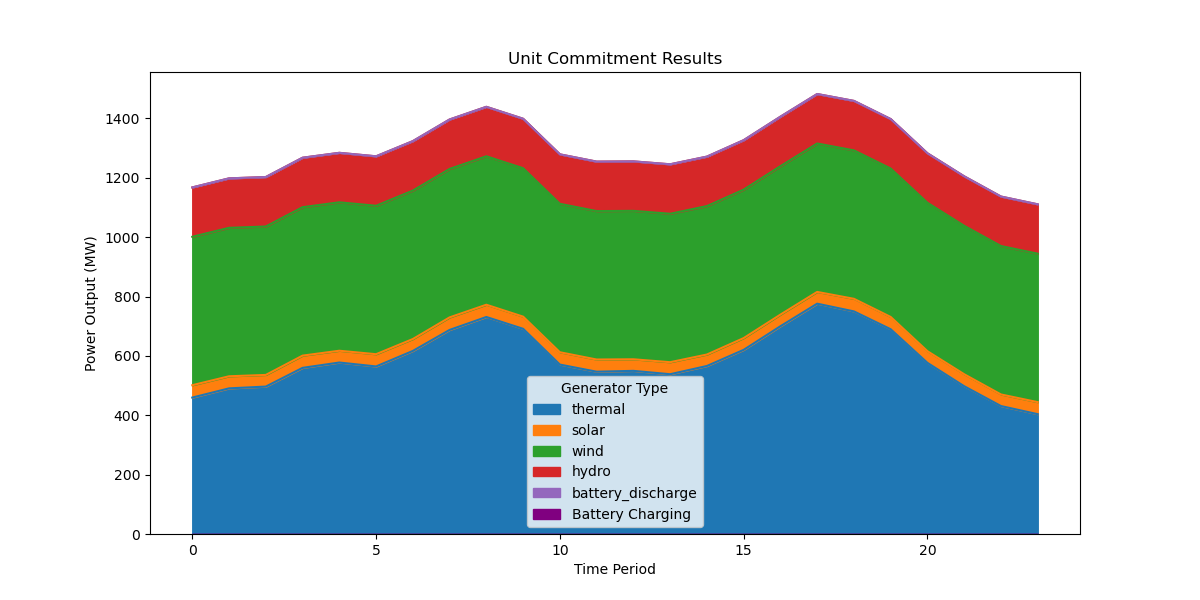 Unit Commitment Results
Power Output (MW)
1400
1200
1000
800
600
400
200
0
Generator Type
thermal
solar
wind
hydro
battery_discharge
Battery Charging
0 5 10 15 20
Time Period